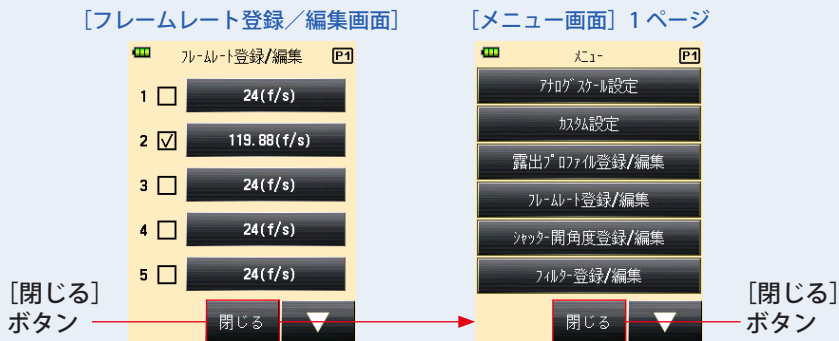 ［フレームレート登録／編集画面］
フレームレート登録/編集 P1
1 24(f/s)
2 119.88(f/s)
3 24(f/s)
4 24(f/s)
5 24(f/s)
閉じる
［閉じる］
ボタン
［メニュー画面］1 ページ
メニュー P1
アナログスケール設定
カスタム設定
露出プロファイル登録/編集
フレームレート登録/編集
シャッター開角度登録/編集
フィルター登録/編集
閉じる
［閉じる］
ボタン